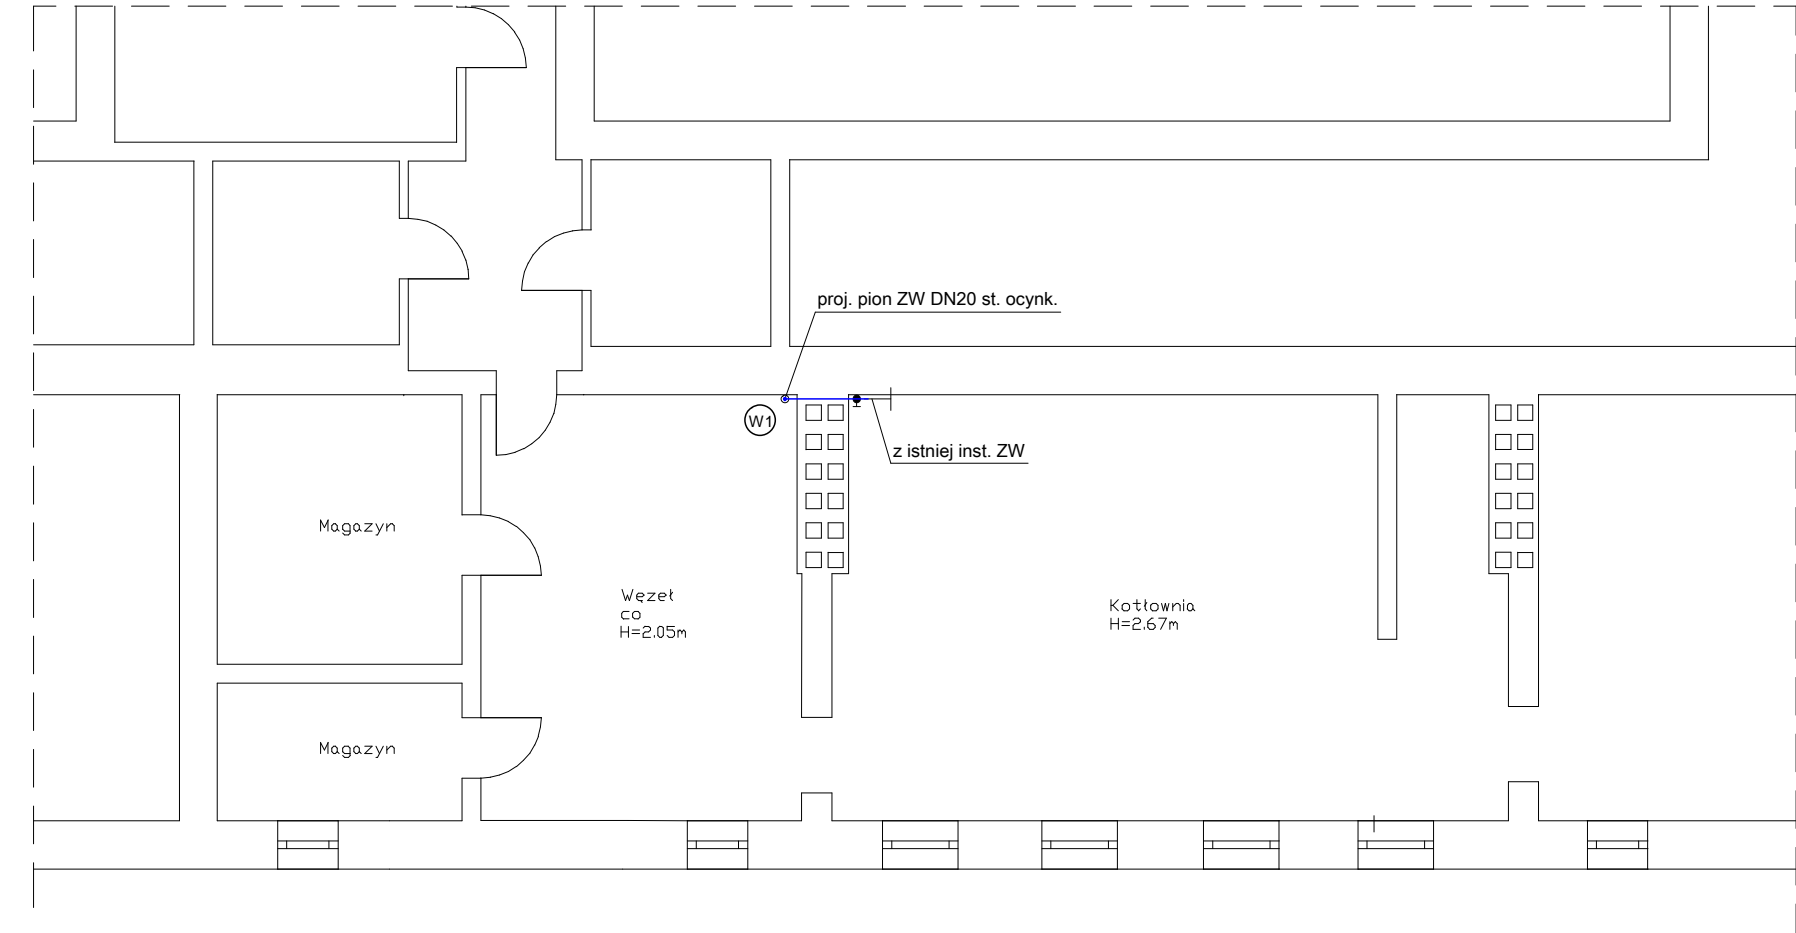 proj. pion ZW DN20 st. ocynk.
W1
z istniej inst. ZW
Magazyn
Węzeł
co
H=2.05m
Kotłownia
H=2.67m
Magazyn